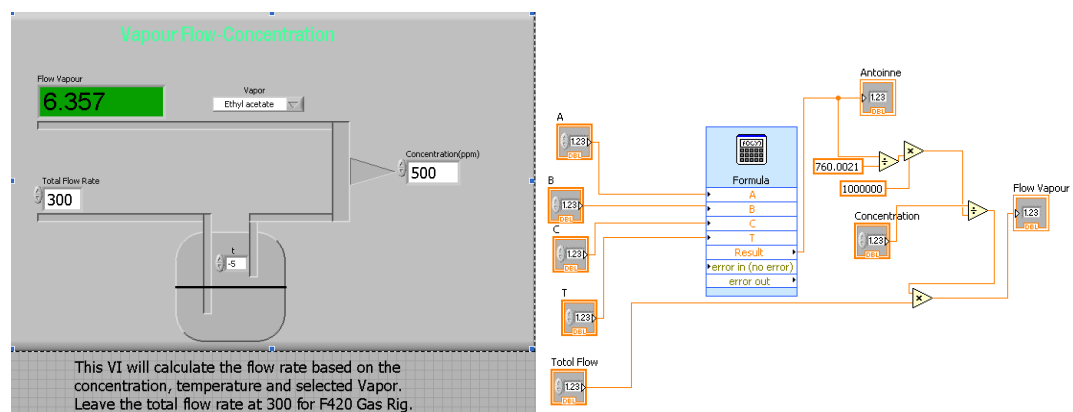 Vapour Flow-Concentration
Flow Vapour
6.357
Vapor
Ethyl acetate
Concentration(ppm)
500
Total Flow Rate
300
t
-5
This VI will calculate the flow rate based on the
concentration, temperature and selected Vapor.
Leave the total flow rate at 300 for F420 Gas Rig.
Antoinne
1.23
DBL
A
1.23
DBL
760.0021
1000000
Formula
A
B
C
T
Result
error in (no error)
error out
B
1.23
DBL
C
1.23
DBL
Flow Vapour
1.23
DBL
Concentration
1.23
DBL
T
1.23
DBL
Totol Flow
1.23
DBL